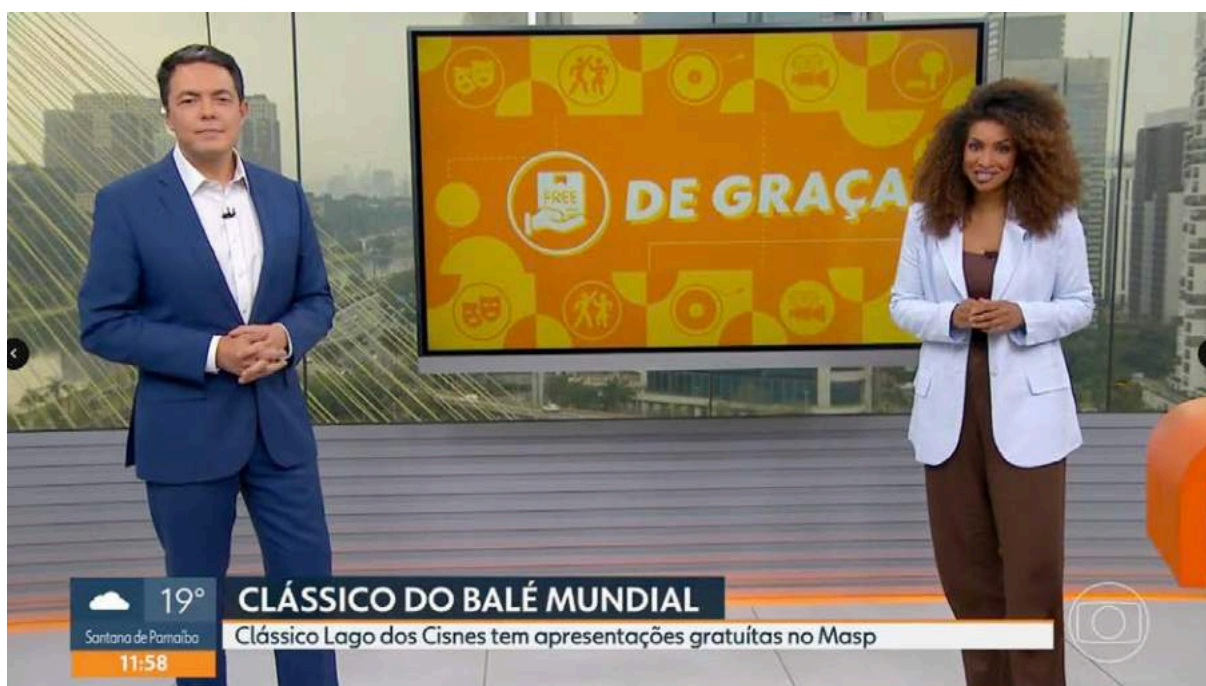 FREE
DE GRAÇA
19°
CLÁSSICO DO BALÉ MUNDIAL
Santana de Parnaíba
Clássico Lago dos Cisnes tem apresentações gratuítas no Masp
11:58